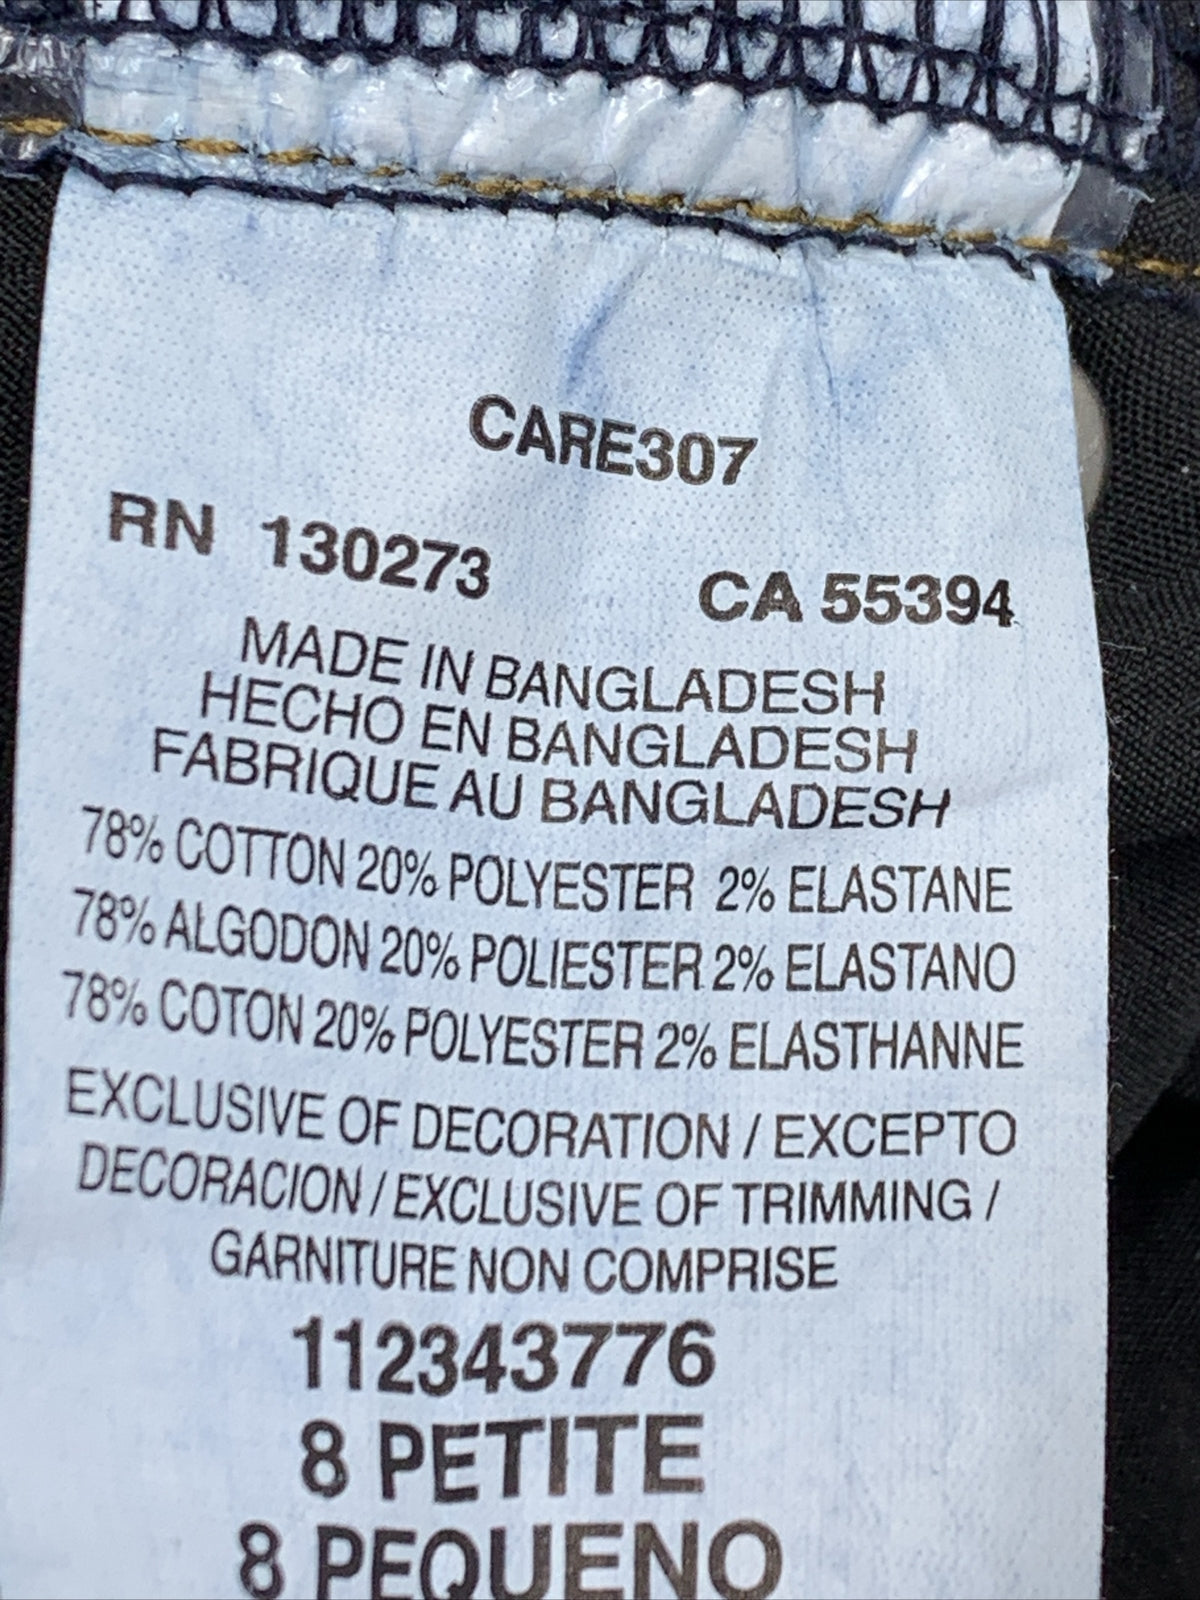 CARE307
RN 130273 CA 55394
MADE IN BANGLADESH
HECHO EN BANGLADESH
FABRIQUE AU BANGLADESH
78% COTTON 20% POLYESTER 2% ELASTANE
78% ALGODON 20% POLIESTER 2% ELASTANO
78% COTON 20% POLYESTER 2% ELASTHANNE
EXCLUSIVE OF DECORATION / EXCEPTO
DECORACION / EXCLUSIVE OF TRIMMING /
GARNITURE NON COMPRISE
112343776
8 PETITE
8 PEQUENO